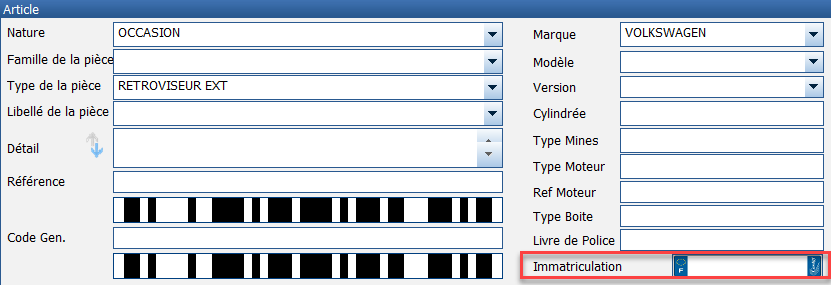 Article
Nature OCCASION
Famille de la pièce
Type de la pièce RETROVISEUR EXT
Libellé de la pièce
Détail
Référence
Code Gen.
Marque VOLKSWAGEN
Modèle
Version
Cylindrée
Type Mines
Type Moteur
Ref Moteur
Type Boite
Livre de Police
Immatriculation F